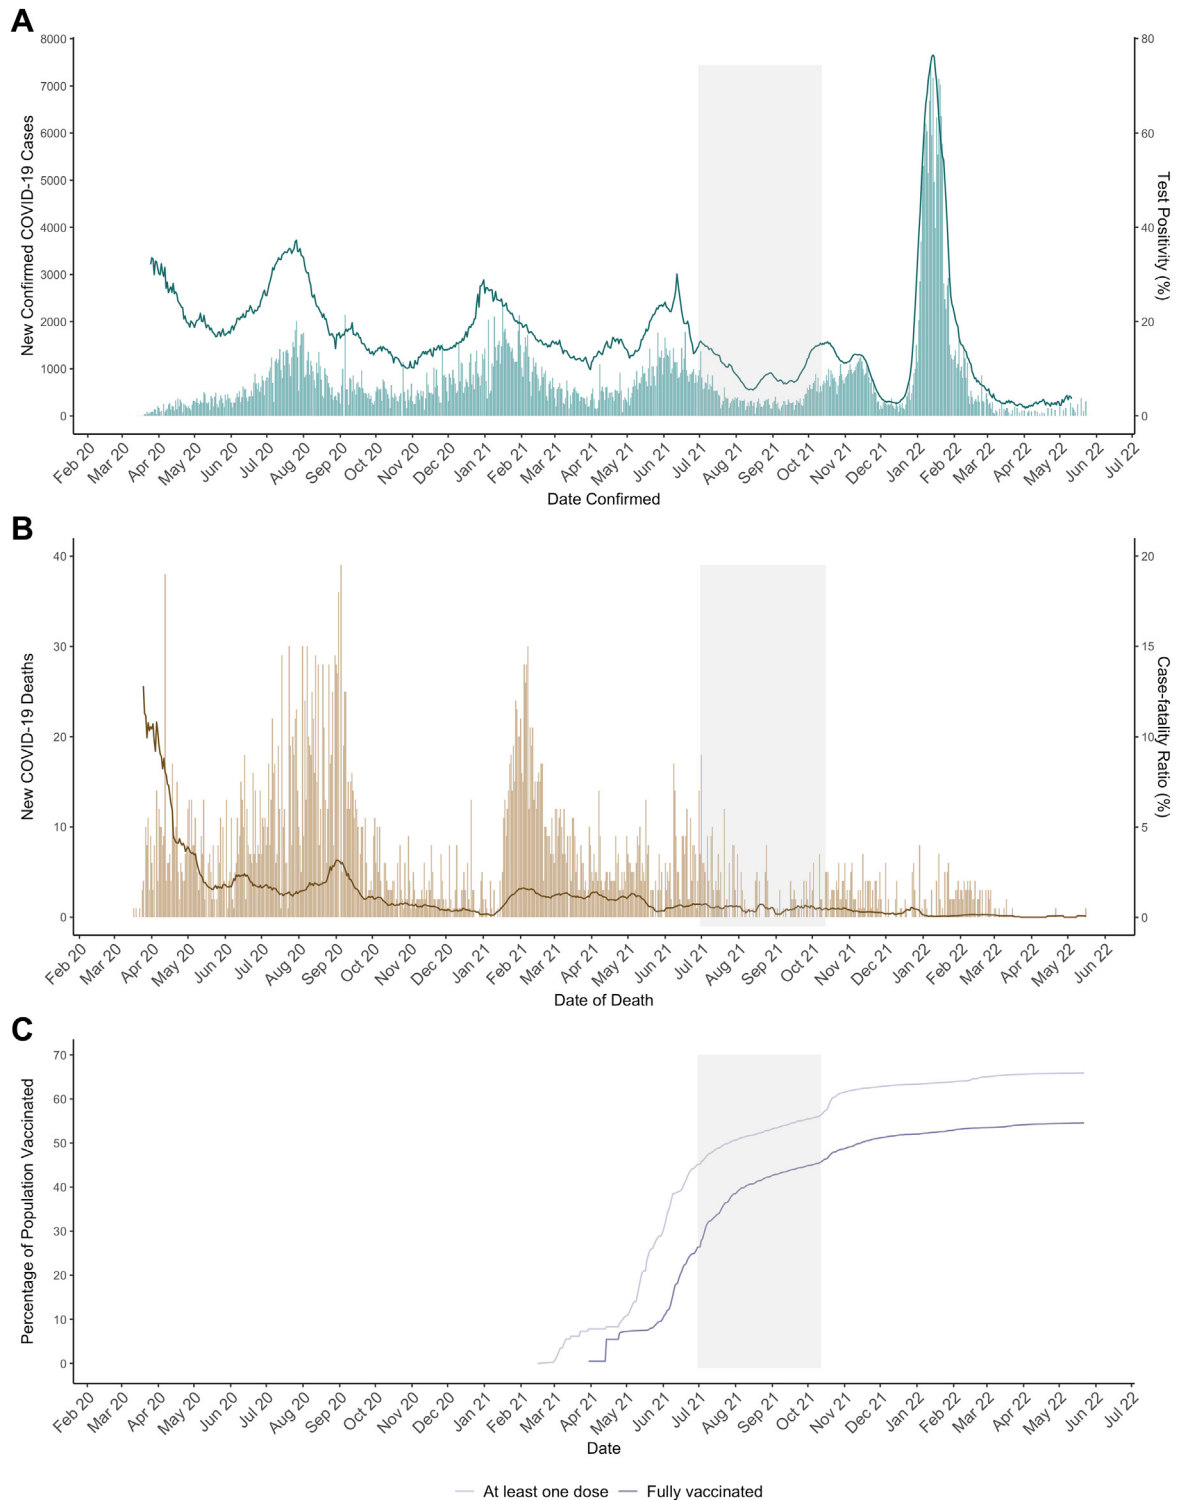 A
8000
7000
6000
5000
4000
3000
2000
1000
0
New Confirmed COVID-19 Cases
80
60
40
20
0
Test Positivity (%)
Feb 20 Mar 20 Apr 20 May 20 Jun 20 Jul 20 Aug 20 Sep 20 Oct 20 Nov 20 Dec 20 Jan 21 Feb 21 Mar 21 Apr 21 May 21 Jun 21 Jul 21 Aug 21 Sep 21 Oct 21 Nov 21 Dec 21 Jan 22 Feb 22 Mar 22 Apr 22 May 22 Jun 22 Jul 22
Date Confirmed
B
40
30
20
10
0
New COVID-19 Deaths
20
15
10
5
0
Case-fatality Ratio (%)
Feb 20 Mar 20 Apr 20 May 20 Jun 20 Jul 20 Aug 20 Sep 20 Oct 20 Nov 20 Dec 20 Jan 21 Feb 21 Mar 21 Apr 21 May 21 Jun 21 Jul 21 Aug 21 Sep 21 Oct 21 Nov 21 Dec 21 Jan 22 Feb 22 Mar 22 Apr 22 May 22 Jun 22
Date of Death
C
70
60
50
40
30
20
10
0
Percentage of Population Vaccinated
Feb 20 Mar 20 Apr 20 May 20 Jun 20 Jul 20 Aug 20 Sep 20 Oct 20 Nov 20 Dec 20 Jan 21 Feb 21 Mar 21 Apr 21 May 21 Jun 21 Jul 21 Aug 21 Sep 21 Oct 21 Nov 21 Dec 21 Jan 22 Feb 22 Mar 22 Apr 22 May 22 Jun 22 Jul 22
Date
At least one dose Fully vaccinated